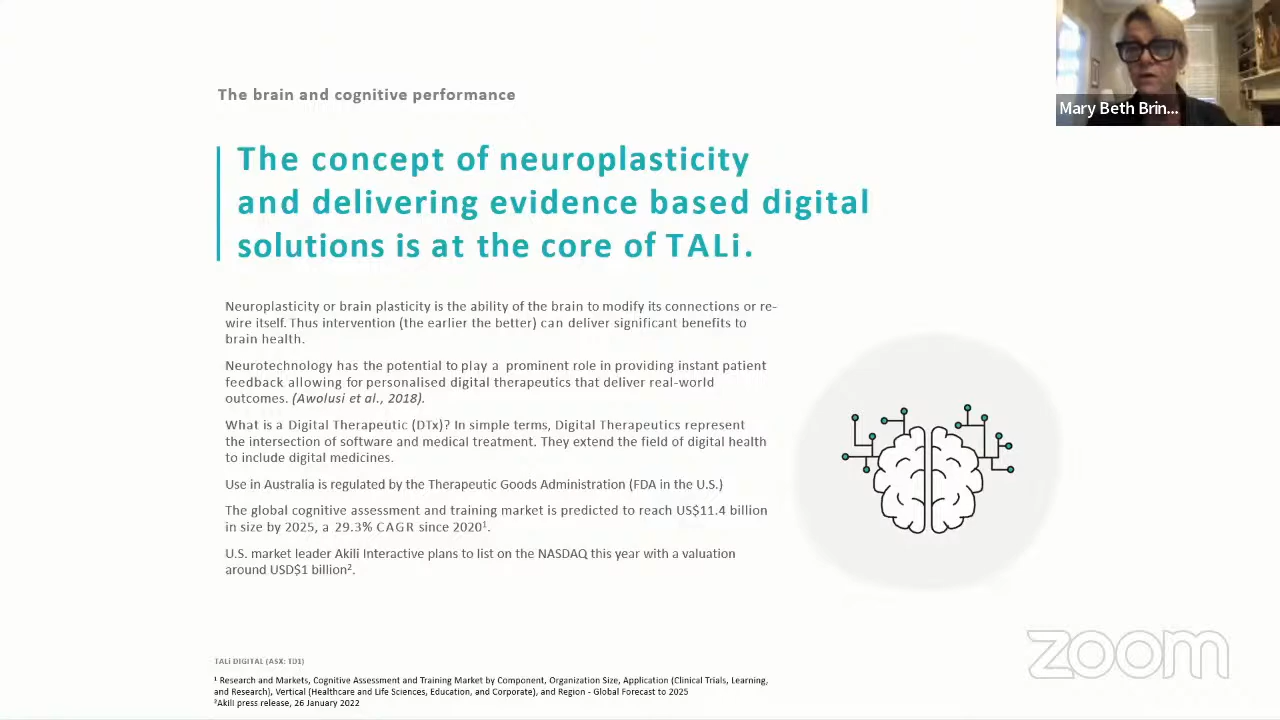 Mary Beth Brin...
The brain and cognitive performance
The concept of neuroplasticity
and delivering evidence based digital
solutions is at the core of TALi.
Neuroplasticity or brain plasticity is the ability of the brain to modify its connections or re-
wire itself. Thus intervention (the earlier the better) can deliver significant benefits to
brain health.
Neurotechnology has the potential to play a prominent role in providing instant patient
feedback allowing for personalised digital therapeutics that deliver real-world
outcomes. (Awolusi et al., 2018).
What is a Digital Therapeutic (DTx)? In simple terms, Digital Therapeutics represent
the intersection of software and medical treatment. They extend the field of digital health
to include digital medicines.
Use in Australia is regulated by the Therapeutic Goods Administration (FDA in the U.S.)
The global cognitive assessment and training market is predicted to reach US$11.4 billion
in size by 2025, a 29.3% CAGR since 2020¹.
U.S. market leader Akili Interactive plans to list on the NASDAQ this year with a valuation
around USD$1 billion².
TALi DIGITAL (ASX: TD1)
¹ Research and Markets, Cognitive Assessment and Training Market by Component, Organization Size, Application (Clinical Trials, Learning,
and Research), Vertical (Healthcare and Life Sciences, Education, and Corporate), and Region - Global Forecast to 2025
²Akili press release, 26 January 2022
zoom